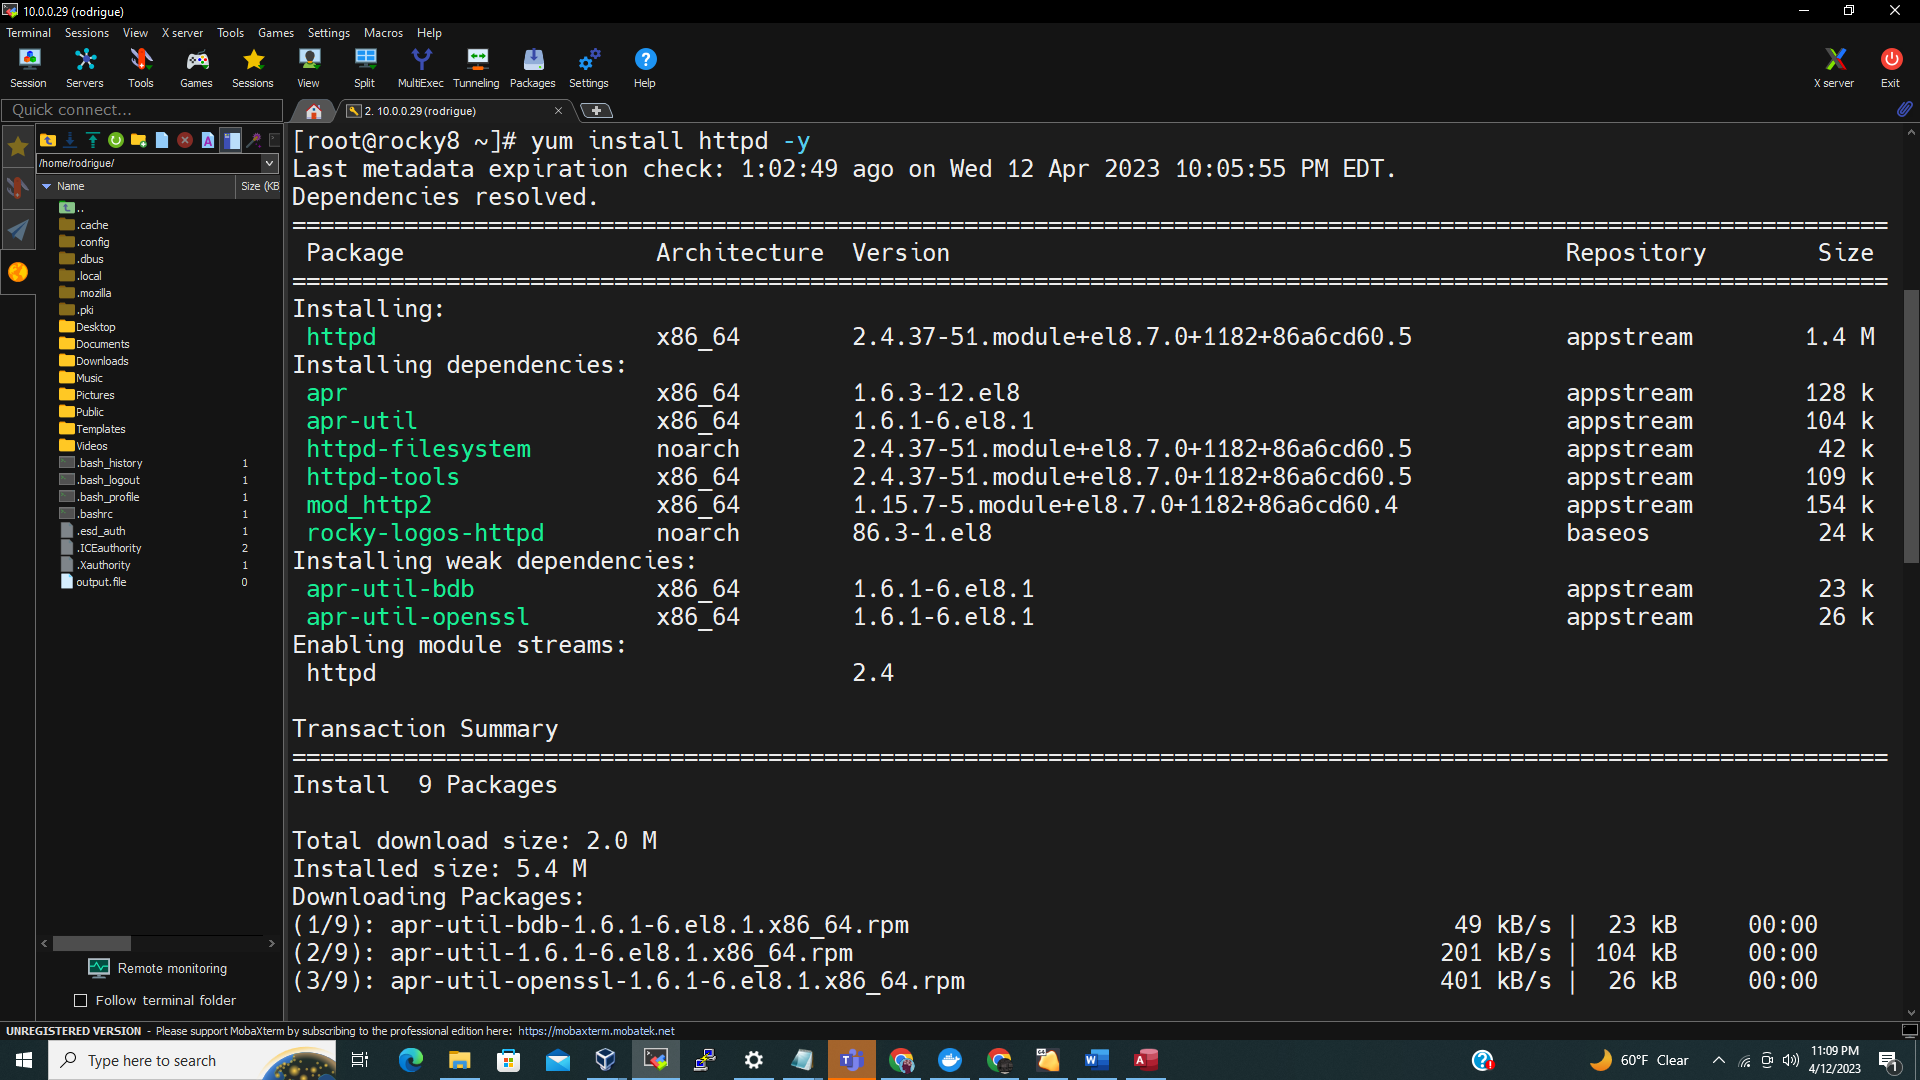 10.0.0.29 (rodrigue)
Terminal Sessions View X server Tools Games Settings Macros Help
Session Servers Tools Games Sessions View Split MultiExec Tunneling Packages Settings Help X server Exit
Quick connect...
2. 10.0.0.29 (rodrigue)
/home/rodrigue/
Name Size (KB
..
.cache
.config
.dbus
.local
.mozilla
.pki
Desktop
Documents
Downloads
Music
Pictures
Public
Templates
Videos
.bash_history 1
.bash_logout 1
.bash_profile 1
.bashrc 1
.esd_auth 1
.ICEauthority 2
.Xauthority 1
output.file 0
Remote monitoring
Follow terminal folder
[root@rocky8 ~]# yum install httpd -y
Last metadata expiration check: 1:02:49 ago on Wed 12 Apr 2023 10:05:55 PM EDT.
Dependencies resolved.
================================================================================
Package Architecture Version Repository Size
================================================================================
Installing:
httpd x86_64 2.4.37-51.module+el8.7.0+1182+86a6cd60.5 appstream 1.4 M
Installing dependencies:
apr x86_64 1.6.3-12.el8 appstream 128 k
apr-util x86_64 1.6.1-6.el8.1 appstream 104 k
httpd-filesystem noarch 2.4.37-51.module+el8.7.0+1182+86a6cd60.5 appstream 42 k
httpd-tools x86_64 2.4.37-51.module+el8.7.0+1182+86a6cd60.5 appstream 109 k
mod_http2 x86_64 1.15.7-5.module+el8.7.0+1182+86a6cd60.4 appstream 154 k
rocky-logos-httpd noarch 86.3-1.el8 baseos 24 k
Installing weak dependencies:
apr-util-bdb x86_64 1.6.1-6.el8.1 appstream 23 k
apr-util-openssl x86_64 1.6.1-6.el8.1 appstream 26 k
Enabling module streams:
httpd 2.4
Transaction Summary
================================================================================
Install 9 Packages
Total download size: 2.0 M
Installed size: 5.4 M
Downloading Packages:
(1/9): apr-util-bdb-1.6.1-6.el8.1.x86_64.rpm 49 kB/s | 23 kB 00:00
(2/9): apr-util-1.6.1-6.el8.1.x86_64.rpm 201 kB/s | 104 kB 00:00
(3/9): apr-util-openssl-1.6.1-6.el8.1.x86_64.rpm 401 kB/s | 26 kB 00:00
UNREGISTERED VERSION - Please support MobaXterm by subscribing to the professional edition here: https://mobaxterm.mobatek.net
Type here to search
60°F Clear
11:09 PM
4/12/2023
1